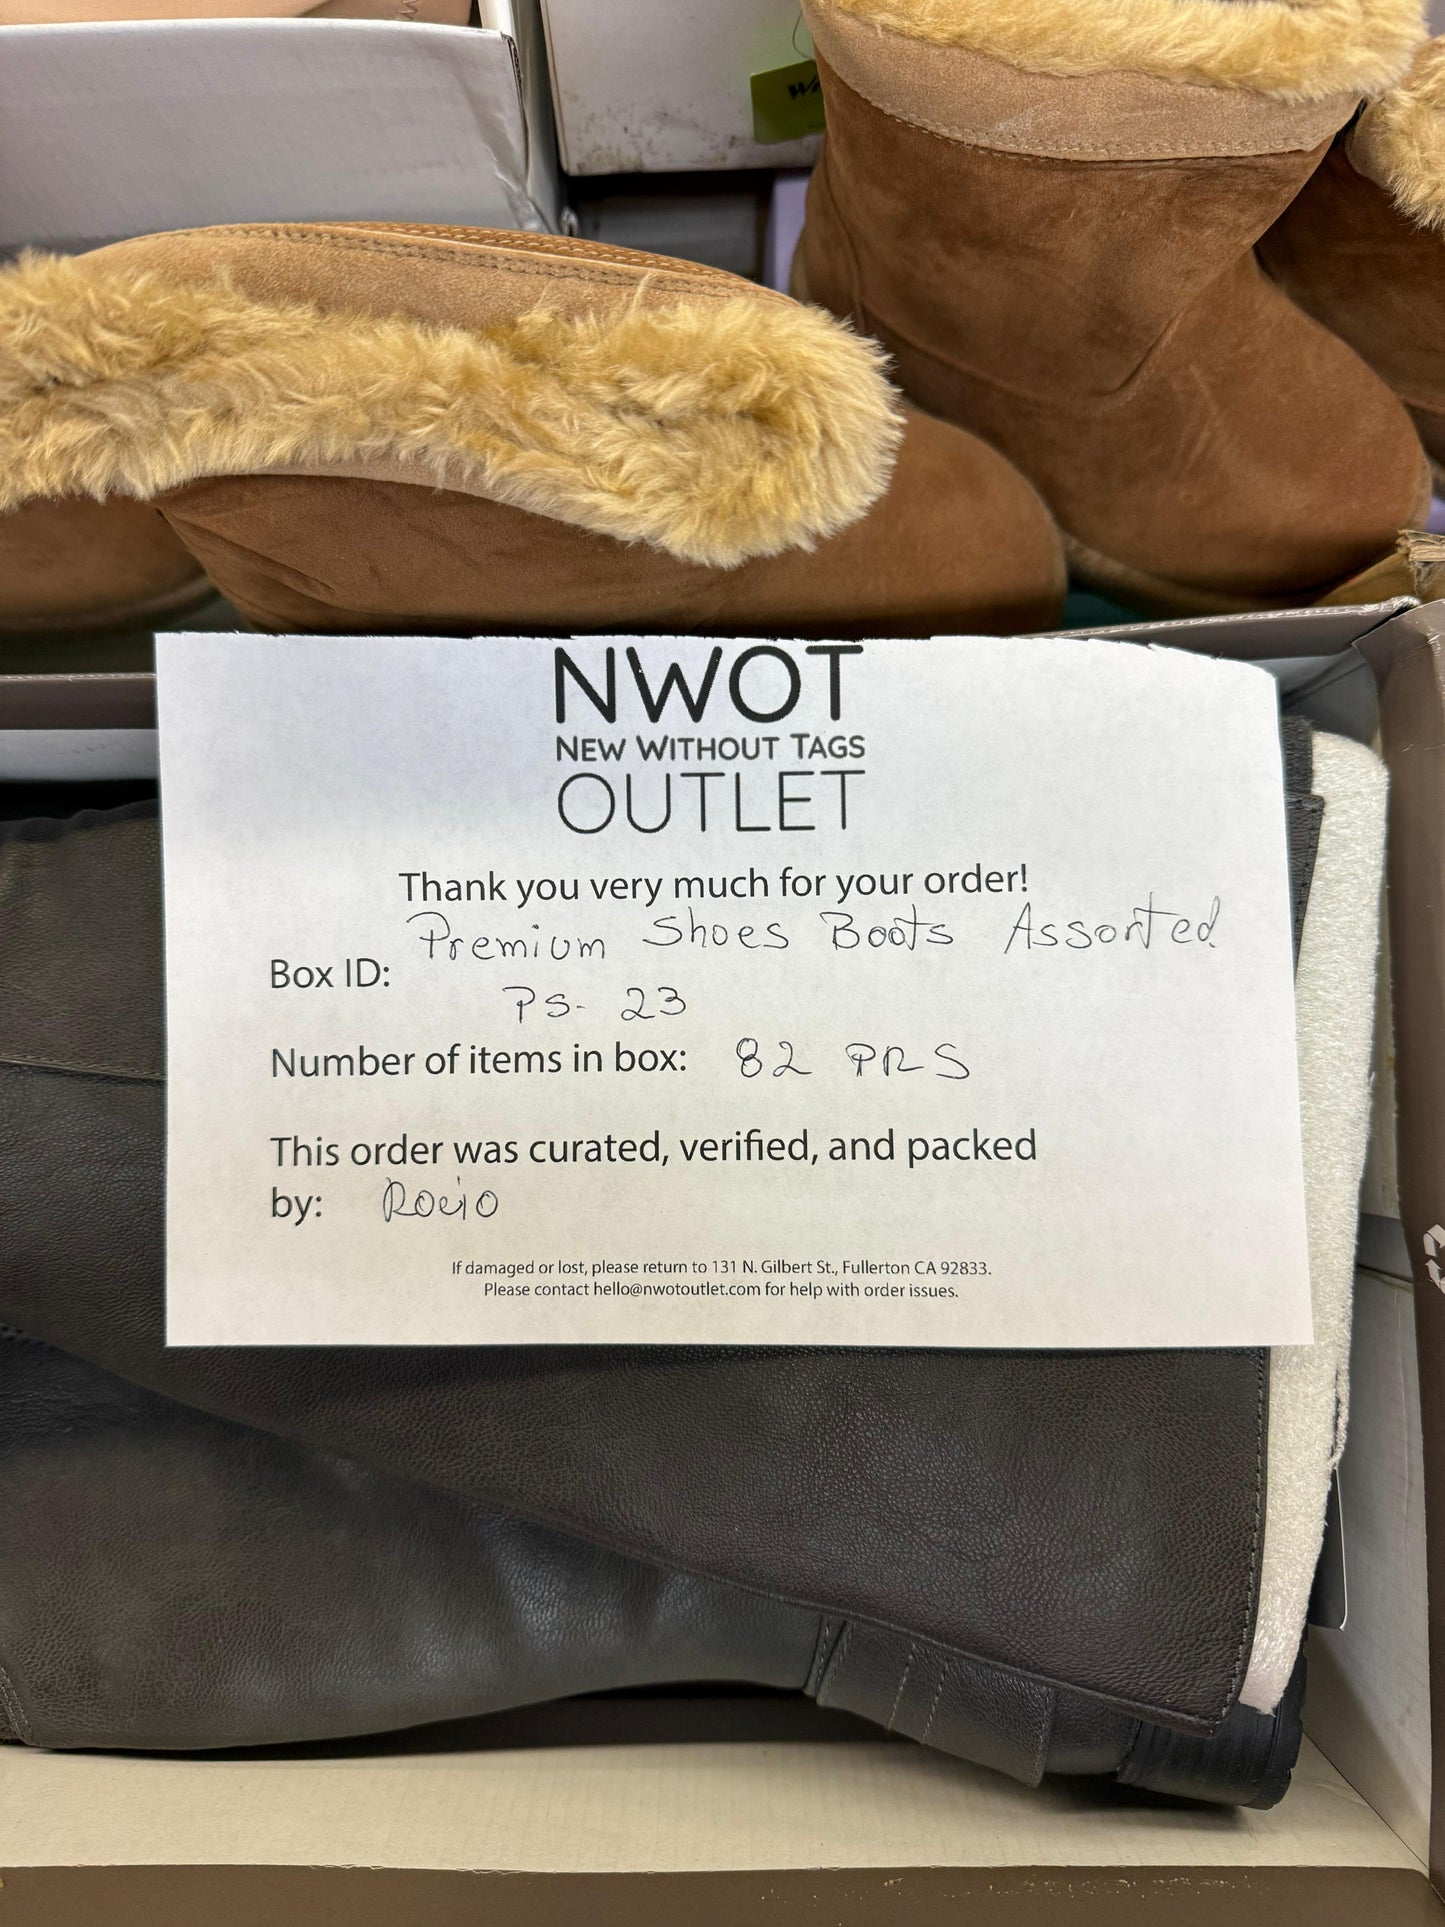 NWOT
NEW WITHOUT TAGS
OUTLET
Thank you very much for your order!
Premium Shoes Boots Assorted
Box ID:
PS- 23
Number of items in box: 82 PRS
This order was curated, verified, and packed
by: Rocio
If damaged or lost, please return to 131 N. Gilbert St., Fullerton CA 92833.
Please contact hello@nwotoutlet.com for help with order issues.